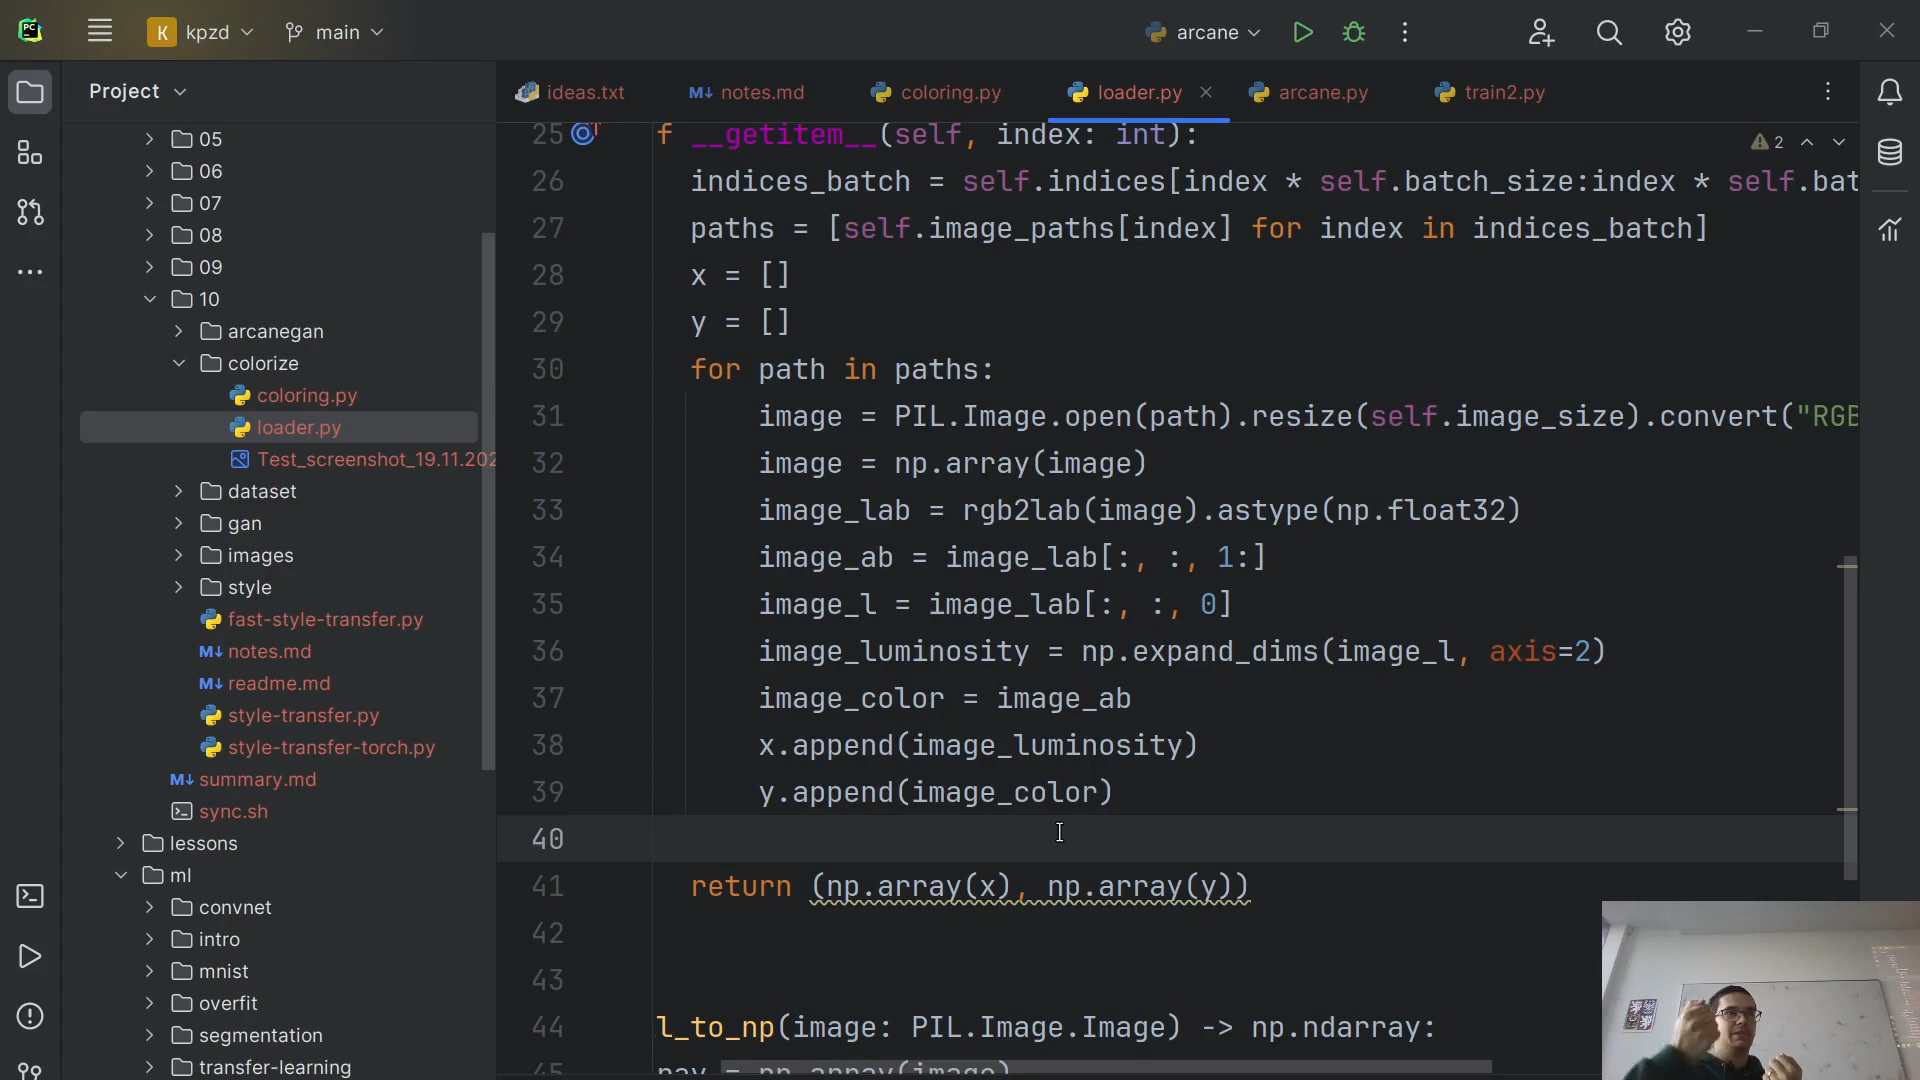 PC
K
kpzd
main
arcane
Project
ideas.txt
M↓ notes.md
coloring.py
loader.py
arcane.py
train2.py
05
06
07
08
09
10
arcanegan
colorize
coloring.py
loader.py
Test_screenshot_19.11.202
dataset
gan
images
style
fast-style-transfer.py
M↓ notes.md
M↓ readme.md
style-transfer.py
style-transfer-torch.py
M↓ summary.md
sync.sh
lessons
ml
convnet
intro
mnist
overfit
segmentation
transfer-learning
2
25 f __getitem__(self, index: int):
26 indices_batch = self.indices[index * self.batch_size:index * self.bat
27 paths = [self.image_paths[index] for index in indices_batch]
28 x = []
29 y = []
30 for path in paths:
31 image = PIL.Image.open(path).resize(self.image_size).convert("RGB
32 image = np.array(image)
33 image_lab = rgb2lab(image).astype(np.float32)
34 image_ab = image_lab[:, :, 1:]
35 image_l = image_lab[:, :, 0]
36 image_luminosity = np.expand_dims(image_l, axis=2)
37 image_color = image_ab
38 x.append(image_luminosity)
39 y.append(image_color)
40
41 return (np.array(x), np.array(y))
42
43
44 l_to_np(image: PIL.Image.Image) -> np.ndarray:
45 ray = np.array(image)